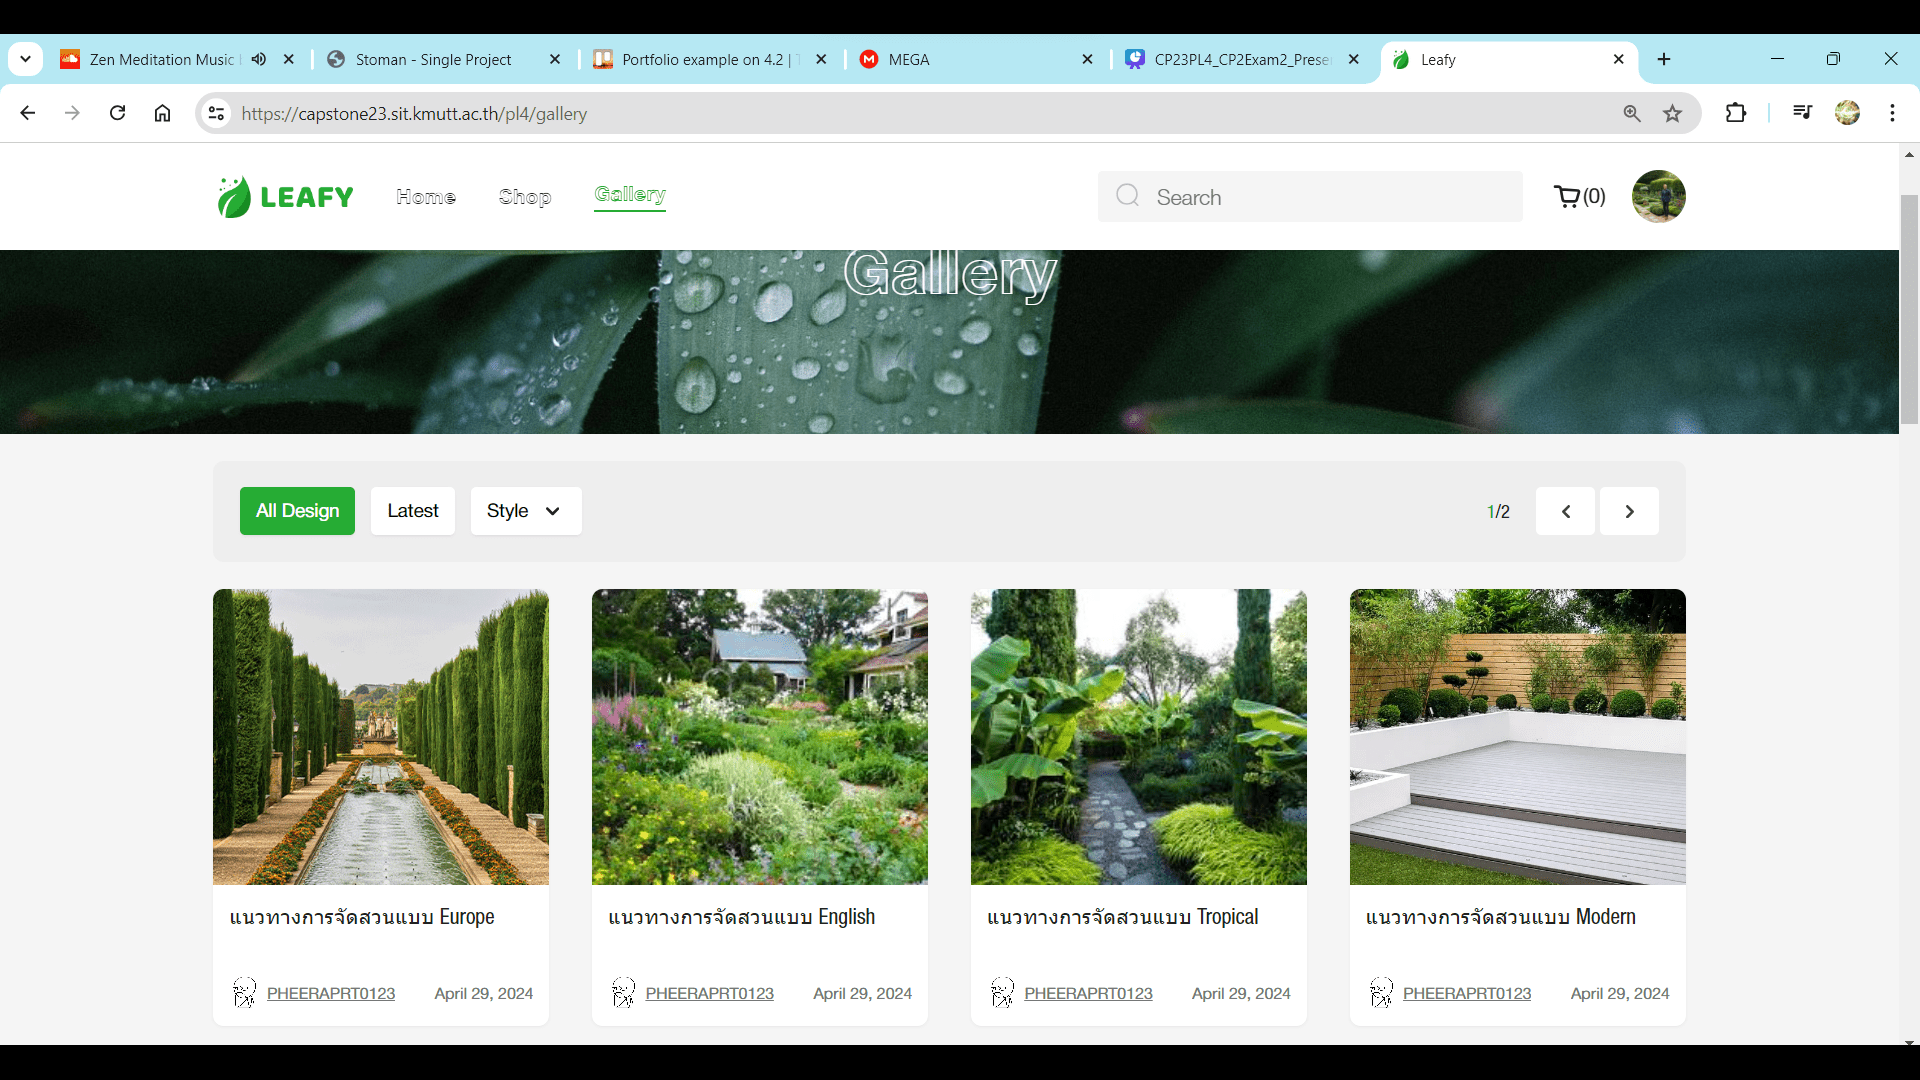 Zen Meditation Music
Stoman - Single Project
Portfolio example on 4.2 |
MEGA
CP23PL4_CP2Exam2_Prese
Leafy
https://capstone23.sit.kmutt.ac.th/pl4/gallery
LEAFY
Home
Shop
Gallery
Search
(0)
Gallery
All Design
Latest
Style
1/2
แนวทางการจัดสวนแบบ Europe
PHEERAPRT0123
April 29, 2024
แนวทางการจัดสวนแบบ English
PHEERAPRT0123
April 29, 2024
แนวทางการจัดสวนแบบ Tropical
PHEERAPRT0123
April 29, 2024
แนวทางการจัดสวนแบบ Modern
PHEERAPRT0123
April 29, 2024